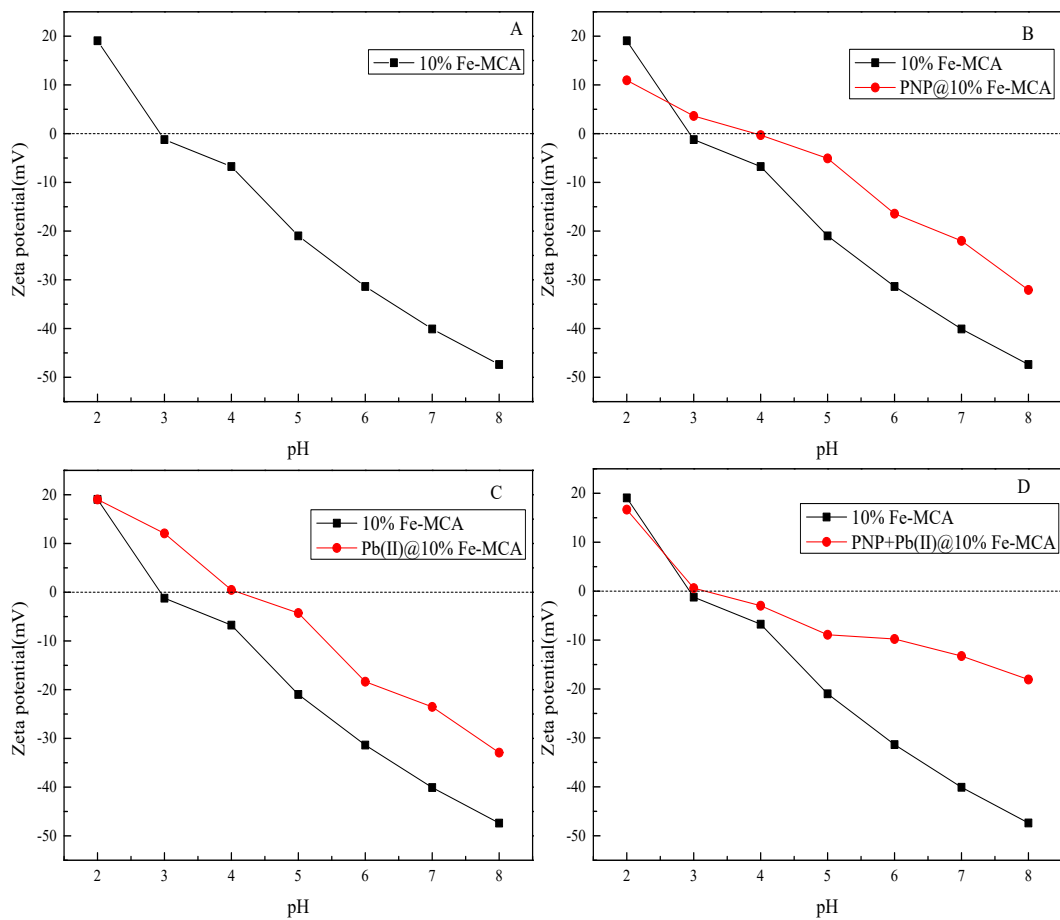 A
10% Fe-MCA
20
10
0
-10
-20
-30
-40
-50
Zeta potential(mV)
2 3 4 5 6 7 8
pH
B
10% Fe-MCA
PNP@10% Fe-MCA
20
10
0
-10
-20
-30
-40
-50
Zeta potential(mV)
2 3 4 5 6 7 8
pH
C
10% Fe-MCA
Pb(II)@10% Fe-MCA
20
10
0
-10
-20
-30
-40
-50
Zeta potential(mV)
2 3 4 5 6 7 8
pH
D
10% Fe-MCA
PNP+Pb(II)@10% Fe-MCA
20
10
0
-10
-20
-30
-40
-50
Zeta potential(mV)
2 3 4 5 6 7 8
pH